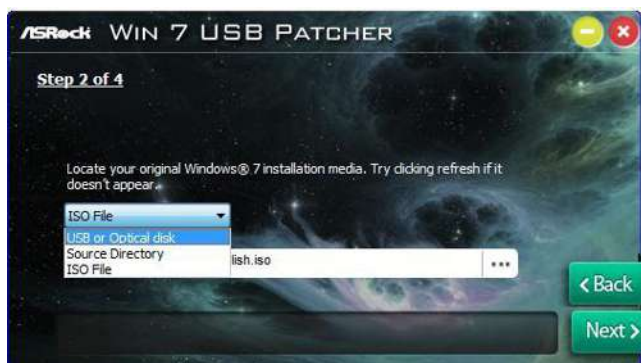 ASRock WIN 7 USB PATCHER
Step 2 of 4
Locate your original Windows® 7 installation media. Try clicking refresh if it
doesn't appear.
ISO File
USB or Optical disk
Source Directory
ISO File
lish.iso
...
< Back
Next >